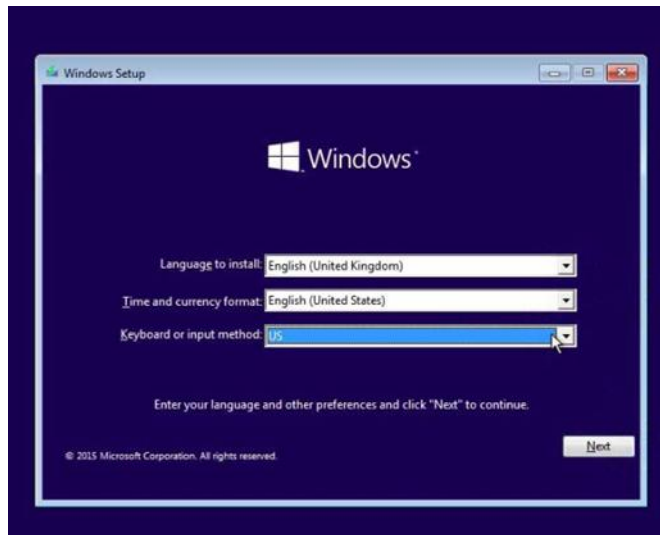 Windows Setup
Windows
Language to install: English (United Kingdom)
Time and currency format: English (United States)
Keyboard or input method: US
Enter your language and other preferences and click "Next" to continue.
© 2015 Microsoft Corporation. All rights reserved.
Next